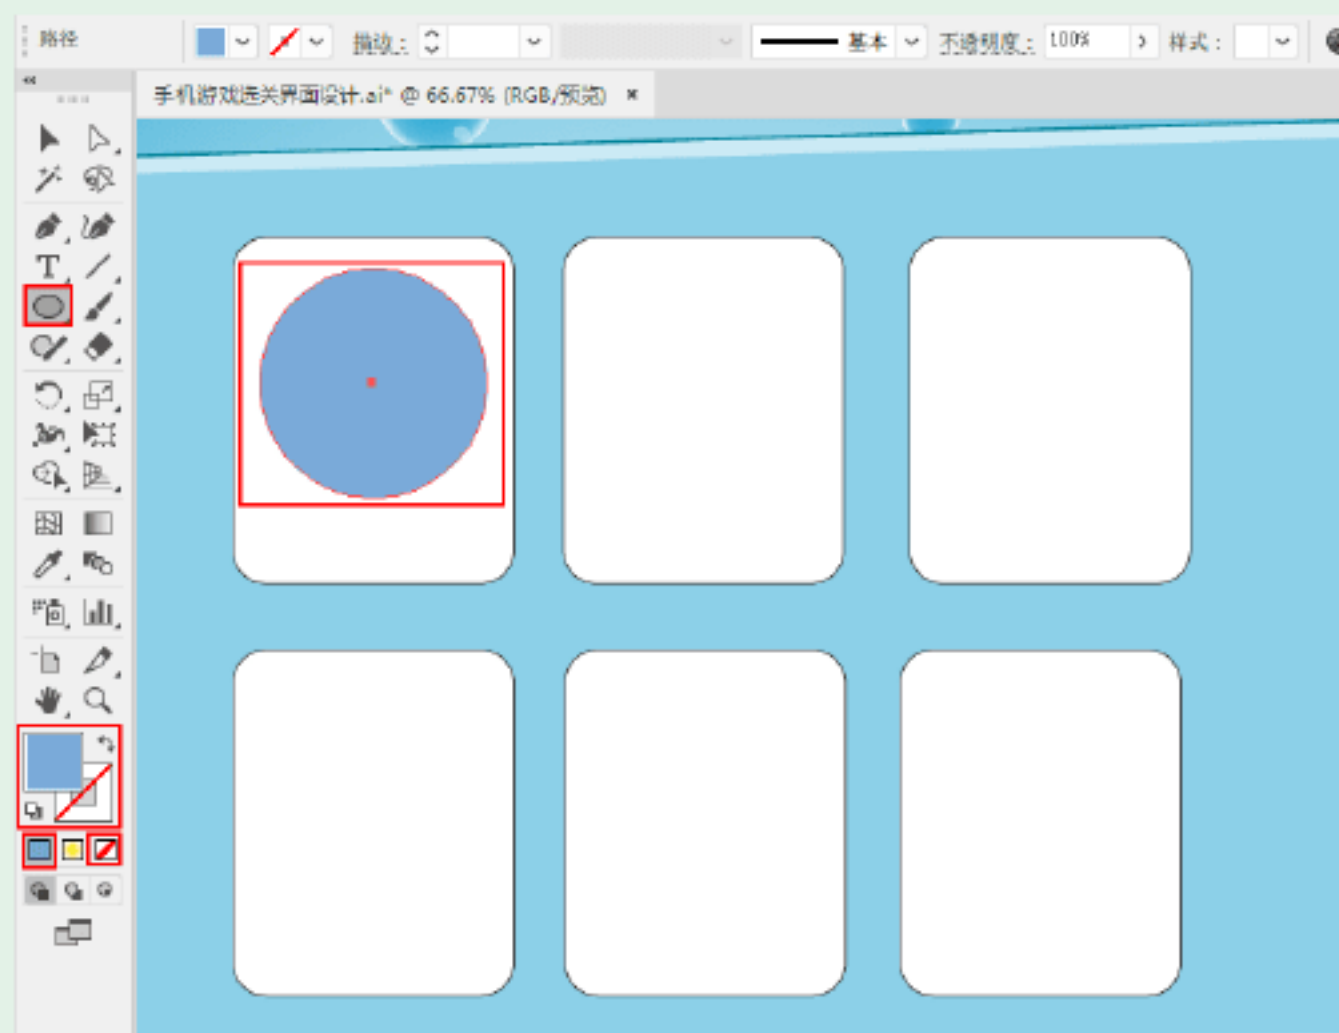 路径 描边： 基本 不透明度： 100% 样式：
手机游戏选关界面设计.ai* @ 66.67% (RGB/预览) ×
T